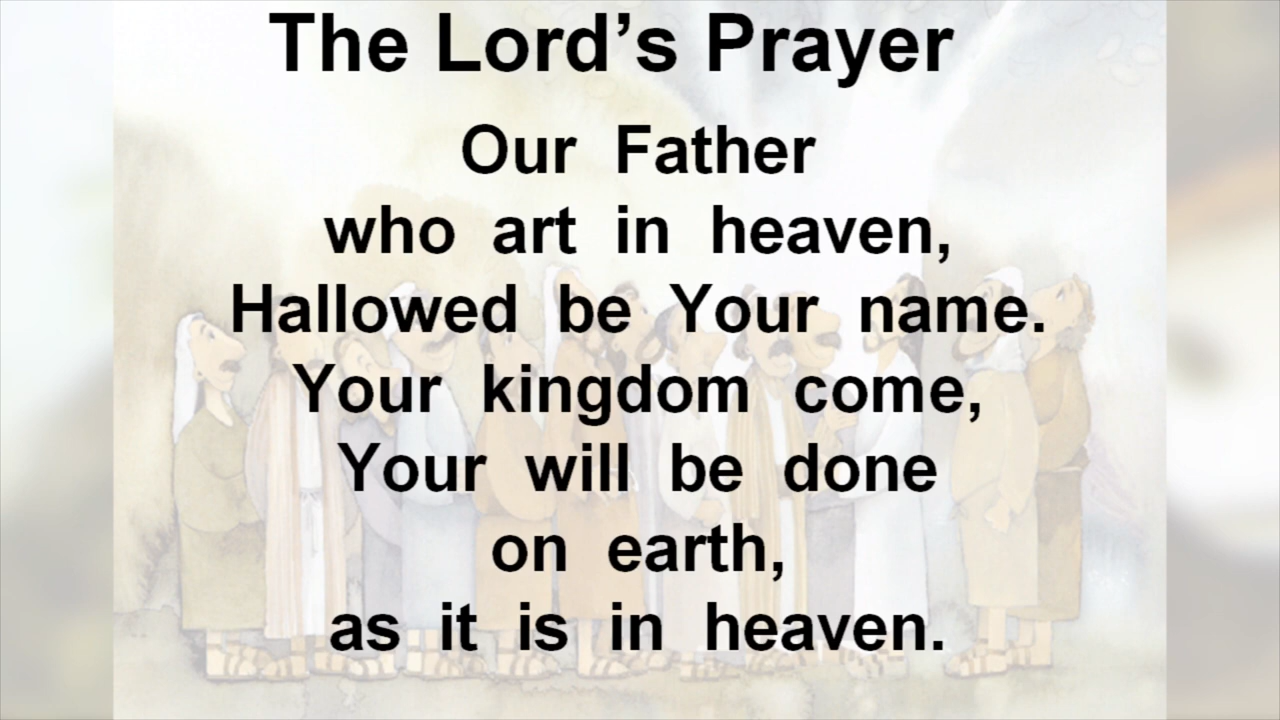 The Lord’s Prayer
Our Father
who art in heaven,
Hallowed be Your name.
Your kingdom come,
Your will be done
on earth,
as it is in heaven.